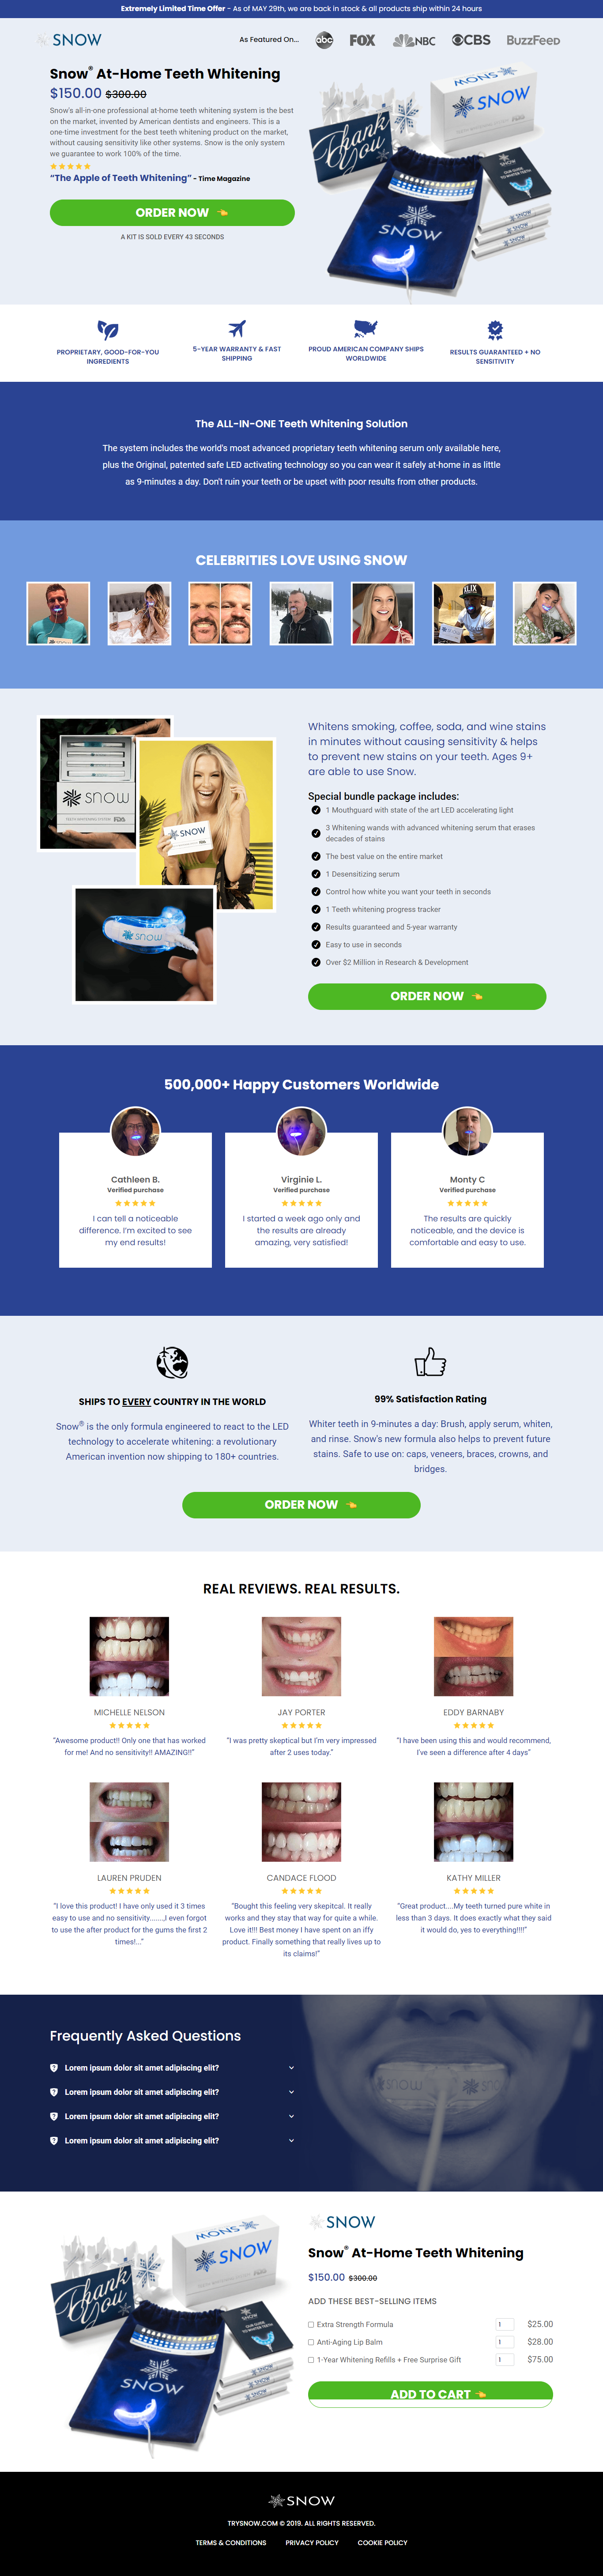 Extremely Limited Time Offer - As of MAY 29th, we are back in stock & all products ship within 24 hours
SNOW
As Featured On...
abc
FOX
NBC
CBS
BuzzFeed
Snow® At-Home Teeth Whitening
$150.00 $300.00
Snow's all-in-one professional at-home teeth whitening system is the best
on the market, invented by American dentists and engineers. This is a
one-time investment for the best teeth whitening product on the market,
without causing sensitivity like other systems. Snow is the only system
we guarantee to work 100% of the time.
"The Apple of Teeth Whitening" - Time Magazine
ORDER NOW
A KIT IS SOLD EVERY 43 SECONDS
SNOW
SNOW
Thank
You
SNOW
SNOW
SNOW
SNOW
SNOW
PROPRIETARY, GOOD-FOR-YOU
INGREDIENTS
5-YEAR WARRANTY & FAST
SHIPPING
PROUD AMERICAN COMPANY SHIPS
WORLDWIDE
RESULTS GUARANTEED + NO
SENSITIVITY
The ALL-IN-ONE Teeth Whitening Solution
The system includes the world's most advanced proprietary teeth whitening serum only available here,
plus the Original, patented safe LED activating technology so you can wear it safely at-home in as little
as 9-minutes a day. Don't ruin your teeth or be upset with poor results from other products.
CELEBRITIES LOVE USING SNOW
snow
TEETH WHITENING SYSTEM FDA
SNOW
FDA
snow
Whitens smoking, coffee, soda, and wine stains
in minutes without causing sensitivity & helps
to prevent new stains on your teeth. Ages 9+
are able to use Snow.
Special bundle package includes:
1 Mouthguard with state of the art LED accelerating light
3 Whitening wands with advanced whitening serum that erases
decades of stains
The best value on the entire market
1 Desensitizing serum
Control how white you want your teeth in seconds
1 Teeth whitening progress tracker
Results guaranteed and 5-year warranty
Easy to use in seconds
Over $2 Million in Research & Development
ORDER NOW
500,000+ Happy Customers Worldwide
Cathleen B.
Verified purchase
I can tell a noticeable
difference. I'm excited to see
my end results!
Virginie L.
Verified purchase
I started a week ago only and
the results are already
amazing, very satisfied!
Monty C
Verified purchase
The results are quickly
noticeable, and the device is
comfortable and easy to use.
SHIPS TO EVERY COUNTRY IN THE WORLD
Snow® is the only formula engineered to react to the LED
technology to accelerate whitening: a revolutionary
American invention now shipping to 180+ countries.
99% Satisfaction Rating
Whiter teeth in 9-minutes a day: Brush, apply serum, whiten,
and rinse. Snow's new formula also helps to prevent future
stains. Safe to use on: caps, veneers, braces, crowns, and
bridges.
ORDER NOW
REAL REVIEWS. REAL RESULTS.
MICHELLE NELSON
"Awesome product!! Only one that has worked
for me! And no sensitivity!! AMAZING!!"
JAY PORTER
"I was pretty skeptical but I'm very impressed
after 2 uses today."
EDDY BARNABY
"I have been using this and would recommend,
I've seen a difference after 4 days"
LAUREN PRUDEN
"I love this product! I have only used it 3 times
easy to use and no sensitivity.......,I even forgot
to use the after product for the gums the first 2
times!..."
CANDACE FLOOD
"Bought this feeling very skepitcal. It really
works and they stay that way for quite a while.
Love it!!! Best money I have spent on an iffy
product. Finally something that really lives up to
its claims!"
KATHY MILLER
"Great product....My teeth turned pure white in
less than 3 days. It does exactly what they said
it would do, yes to everything!!!!"
Frequently Asked Questions
Lorem ipsum dolor sit amet adipiscing elit?
Lorem ipsum dolor sit amet adipiscing elit?
Lorem ipsum dolor sit amet adipiscing elit?
Lorem ipsum dolor sit amet adipiscing elit?
snow
SNOW
SNOW
Thank
You
SNOW
SNOW
Snow® At-Home Teeth Whitening
$150.00 $300.00
ADD THESE BEST-SELLING ITEMS
Extra Strength Formula 1 $25.00
Anti-Aging Lip Balm 1 $28.00
1-Year Whitening Refills + Free Surprise Gift 1 $75.00
ADD TO CART
SNOW
TRYSNOW.COM © 2019. ALL RIGHTS RESERVED.
TERMS & CONDITIONS PRIVACY POLICY COOKIE POLICY